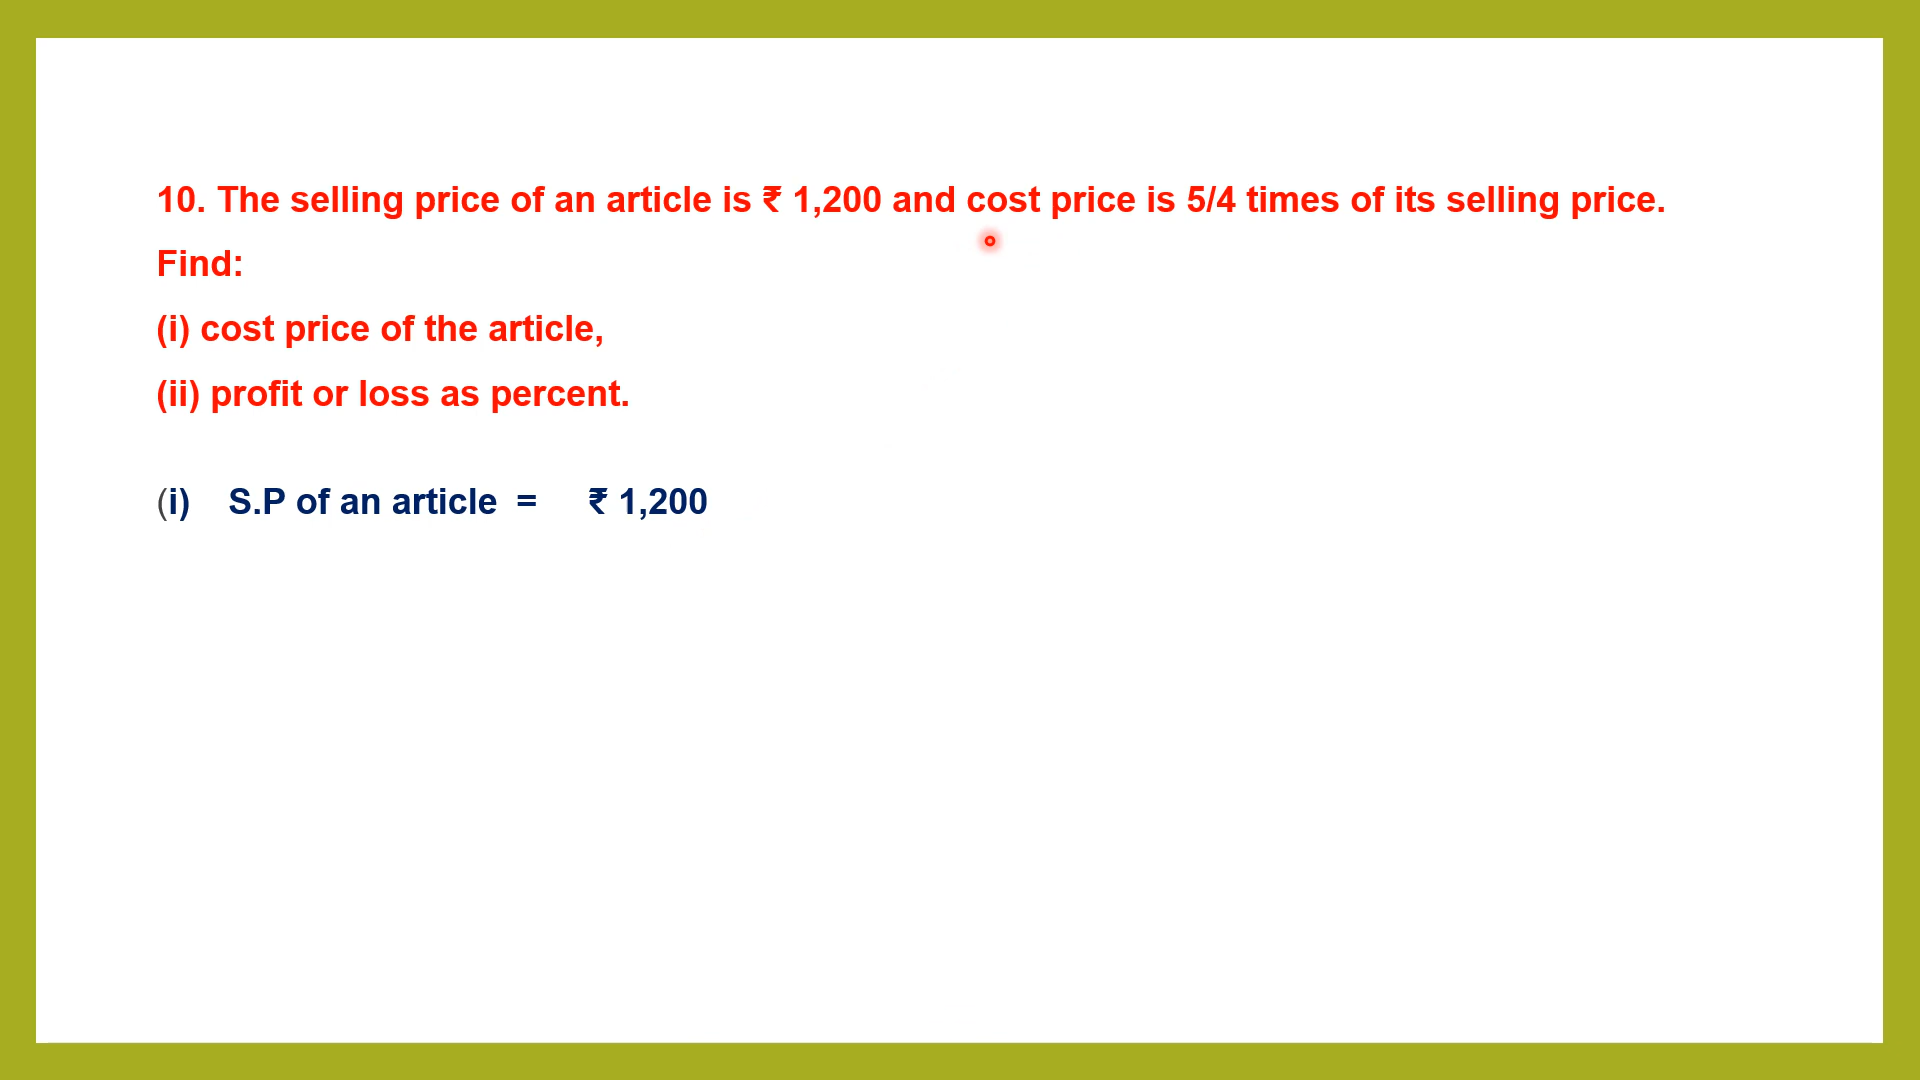 10. The selling price of an article is ₹ 1,200 and cost price is 5/4 times of its selling price.
Find:
(i) cost price of the article,
(ii) profit or loss as percent.
(i) S.P of an article = ₹ 1,200